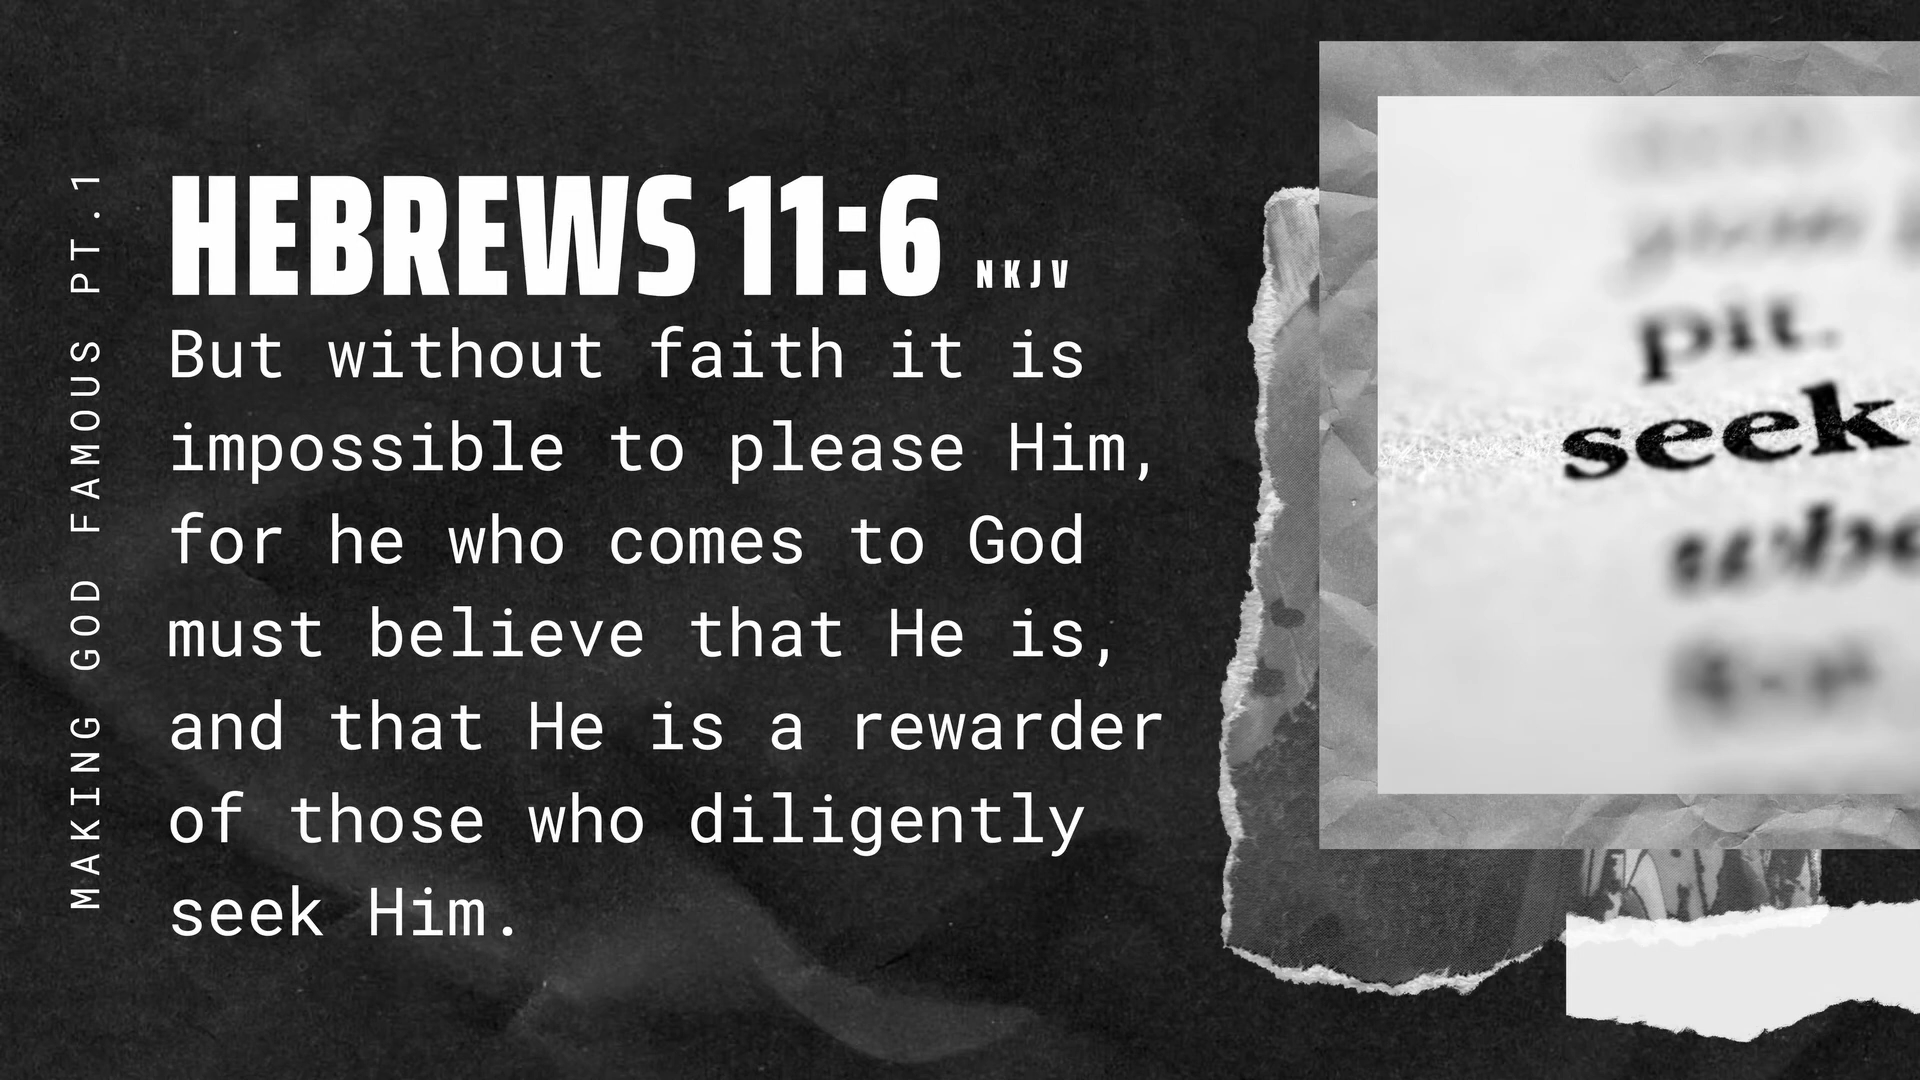 MAKING GOD FAMOUS PT.1
HEBREWS 11:6 NKJV
But without faith it is
impossible to please Him,
for he who comes to God
must believe that He is,
and that He is a rewarder
of those who diligently
seek Him.
pit.
seek